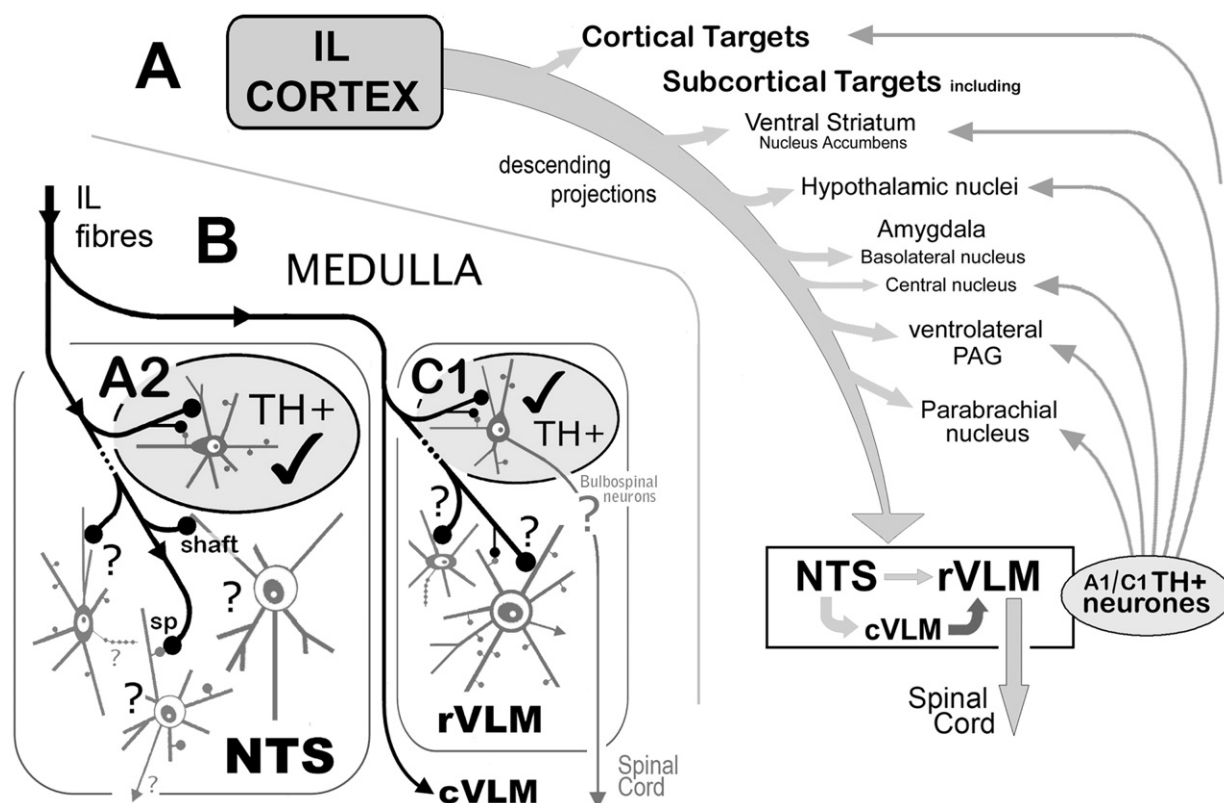 A
IL
CORTEX
Cortical Targets
Subcortical Targets including
Ventral Striatum
Nucleus Accumbens
descending
projections
Hypothalamic nuclei
Amygdala
Basolateral nucleus
Central nucleus
ventrolateral
PAG
Parabrachial
nucleus
NTS
rVLM
cVLM
A1/C1 TH+
neurones
Spinal
Cord
IL
fibres
B
MEDULLA
A2
TH+
✓
?
shaft
?
sp
?
?
?
NTS
C1
✓
TH+
Bulbospinal
neurons
?
?
?
rVLM
cVLM
Spinal
Cord